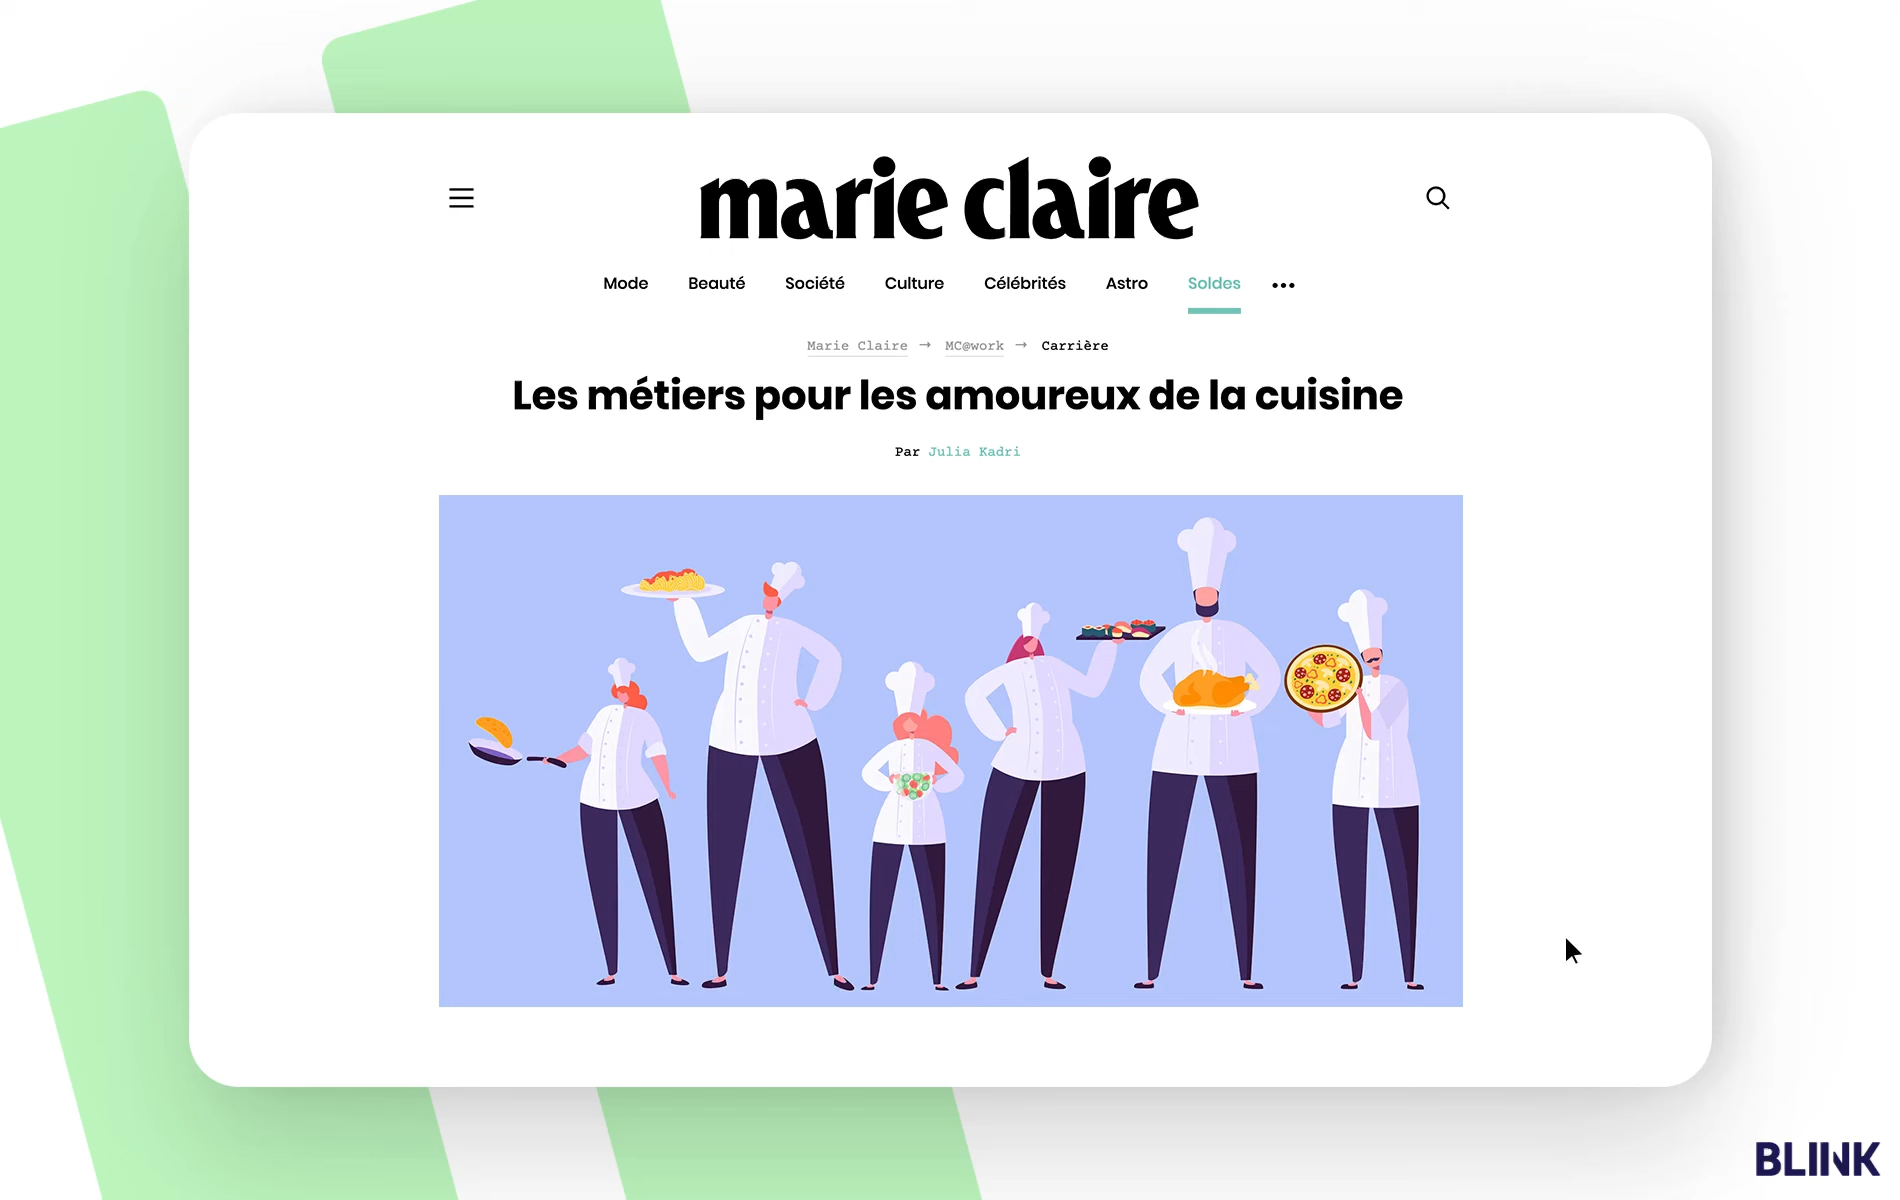 marie claire
Mode Beauté Société Culture Célébrités Astro Soldes •••
Marie Claire → MC@work → Carrière
Les métiers pour les amoureux de la cuisine
Par Julia Kadri
BLIINK